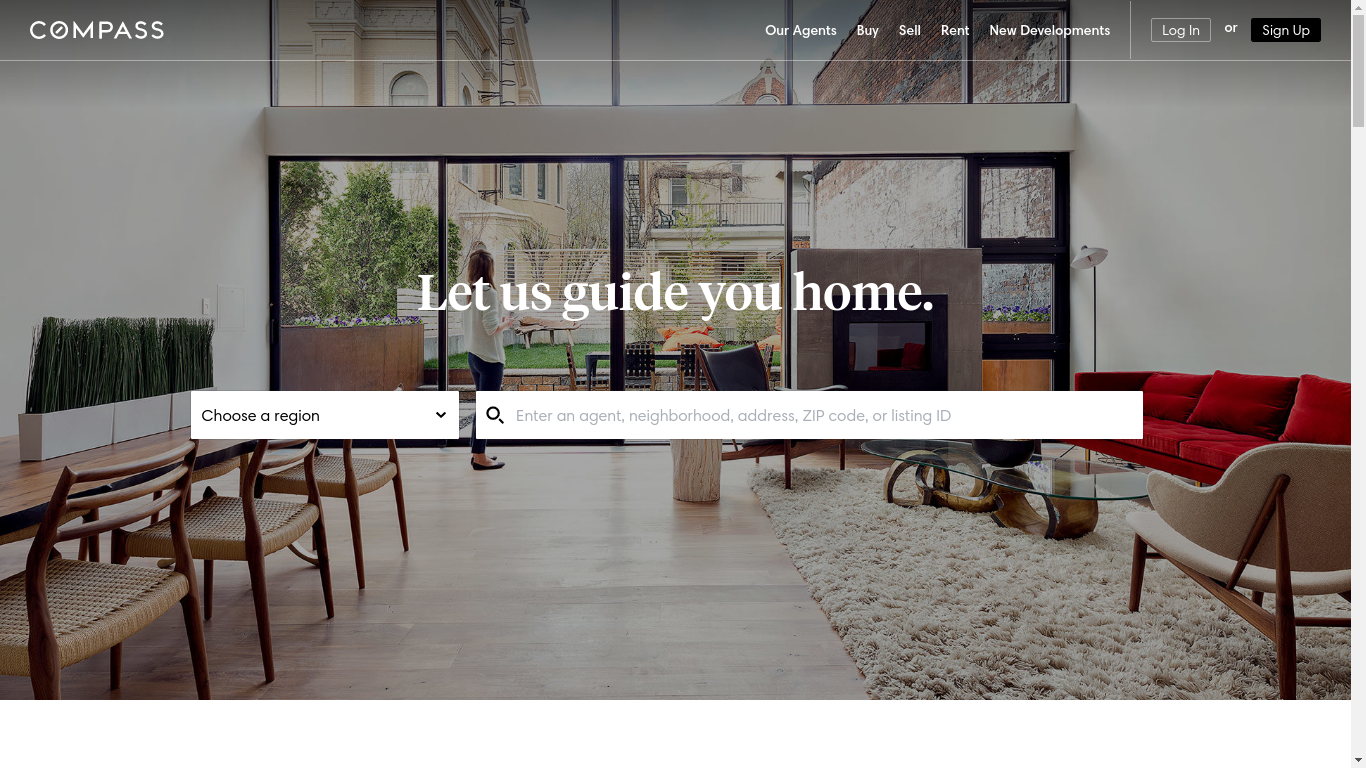 COMPASS
Our Agents Buy Sell Rent New Developments Log In or Sign Up
Let us guide you home.
Choose a region
Enter an agent, neighborhood, address, ZIP code, or listing ID